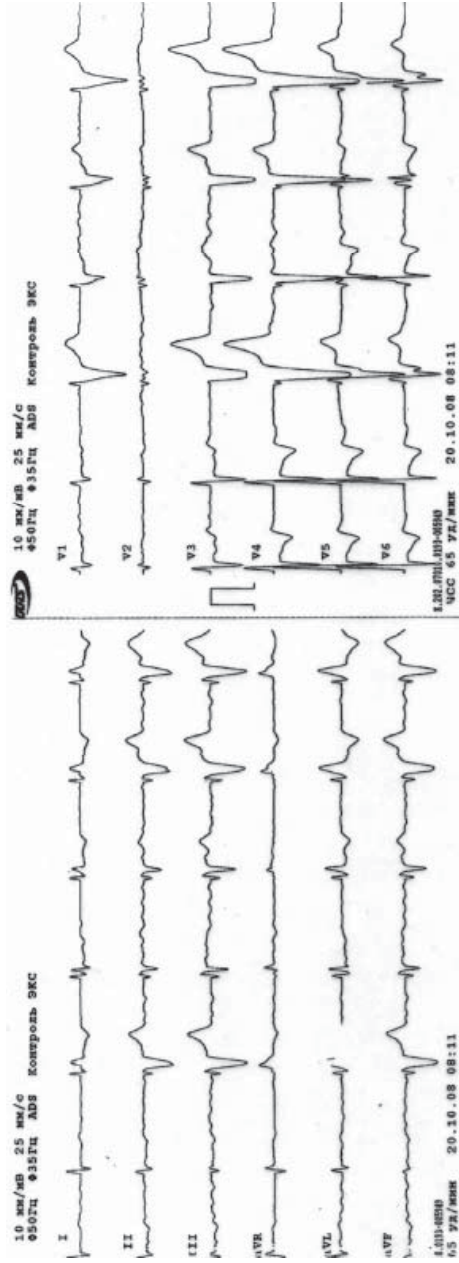 10 мм/мВ 25 мм/с
Ф50Гц Ф35Гц ADS Контроль ЭКС
I
II
III
aVR
aVL
aVF
65 уд/мин 20.10.08 08:11
10 мм/мВ 25 мм/с
Ф50Гц Ф35Гц ADS Контроль ЭКС
V1
V2
V3
V4
V5
V6
ЧСС 65 уд/мин 20.10.08 08:11